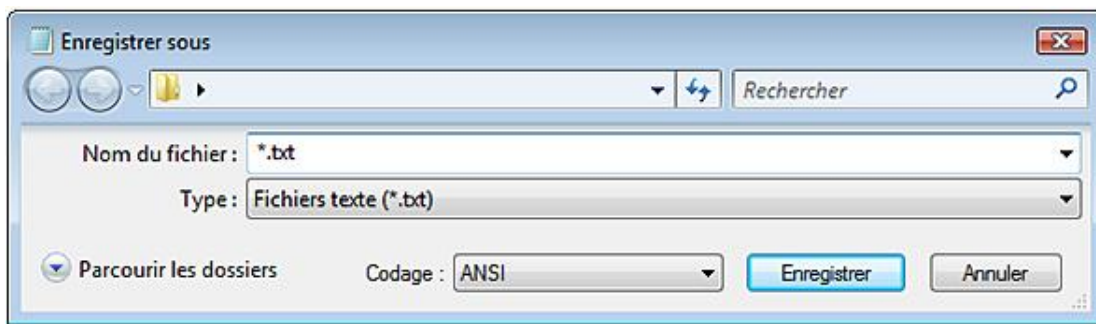 Enregistrer sous
Rechercher
Nom du fichier : *.txt
Type : Fichiers texte (*.txt)
Parcourir les dossiers Codage : ANSI Enregistrer Annuler